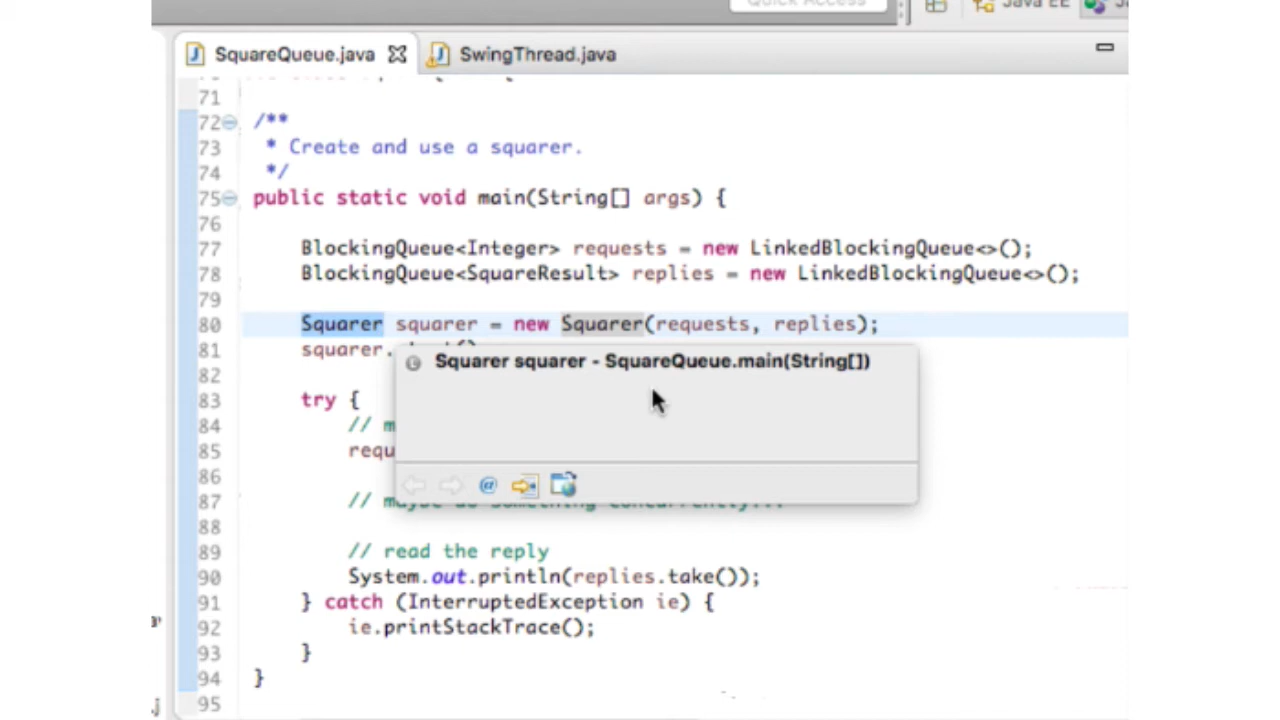 Quick Access
Java EE
SquareQueue.java
SwingThread.java
71
72 /**
73 * Create and use a squarer.
74 */
75 public static void main(String[] args) {
76
77 BlockingQueue<Integer> requests = new LinkedBlockingQueue<>();
78 BlockingQueue<SquareResult> replies = new LinkedBlockingQueue<>();
79
80 Squarer squarer = new Squarer(requests, replies);
81 squarer.
Squarer squarer - SquareQueue.main(String[])
82
83 try {
84 // m
85 requ
86
87 //
88
89 // read the reply
90 System.out.println(replies.take());
91 } catch (InterruptedException ie) {
92 ie.printStackTrace();
93 }
94 }
95